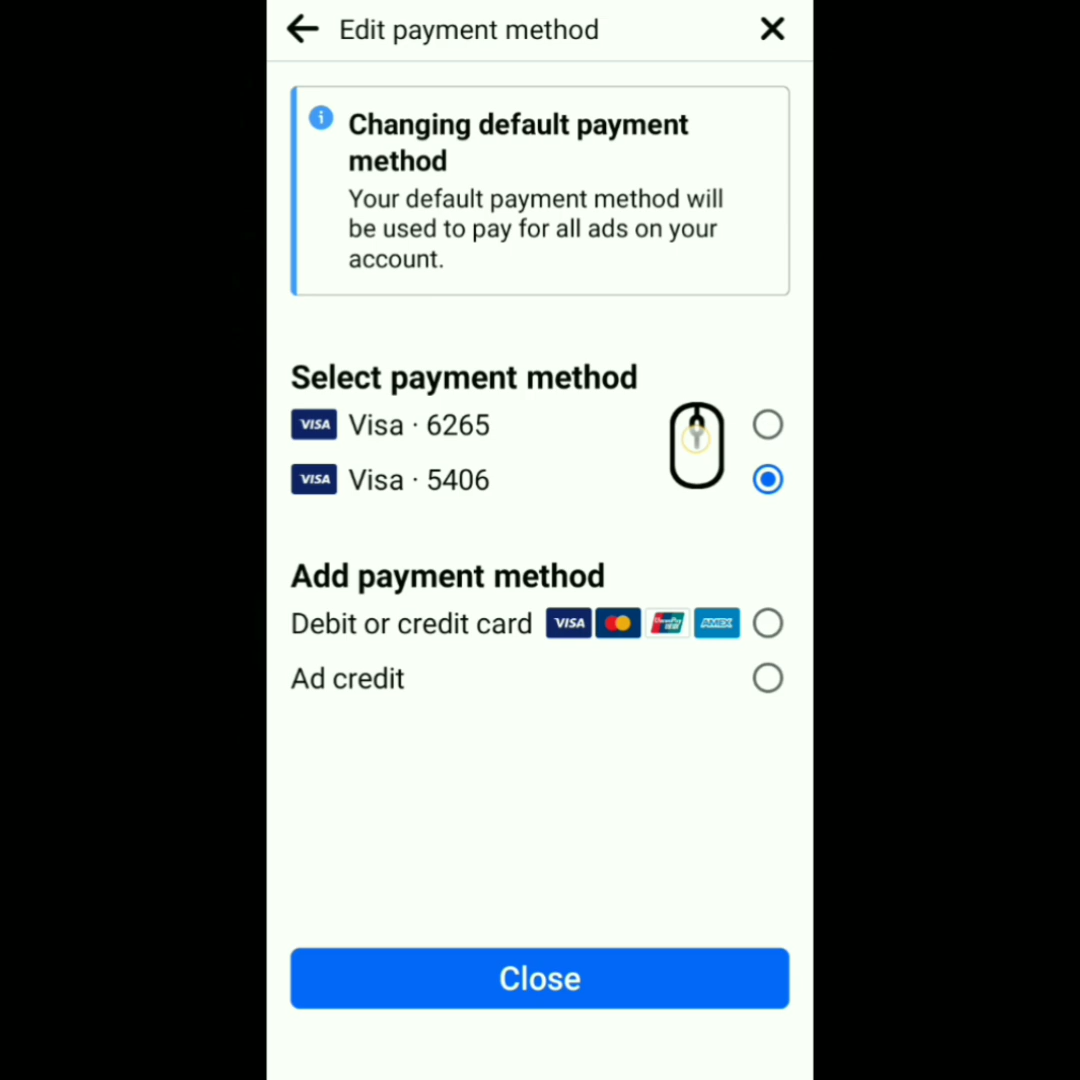 Edit payment method
Changing default payment
method
Your default payment method will
be used to pay for all ads on your
account.
Select payment method
VISA Visa · 6265
VISA Visa · 5406
Add payment method
Debit or credit card VISA AMEX
Ad credit
Close